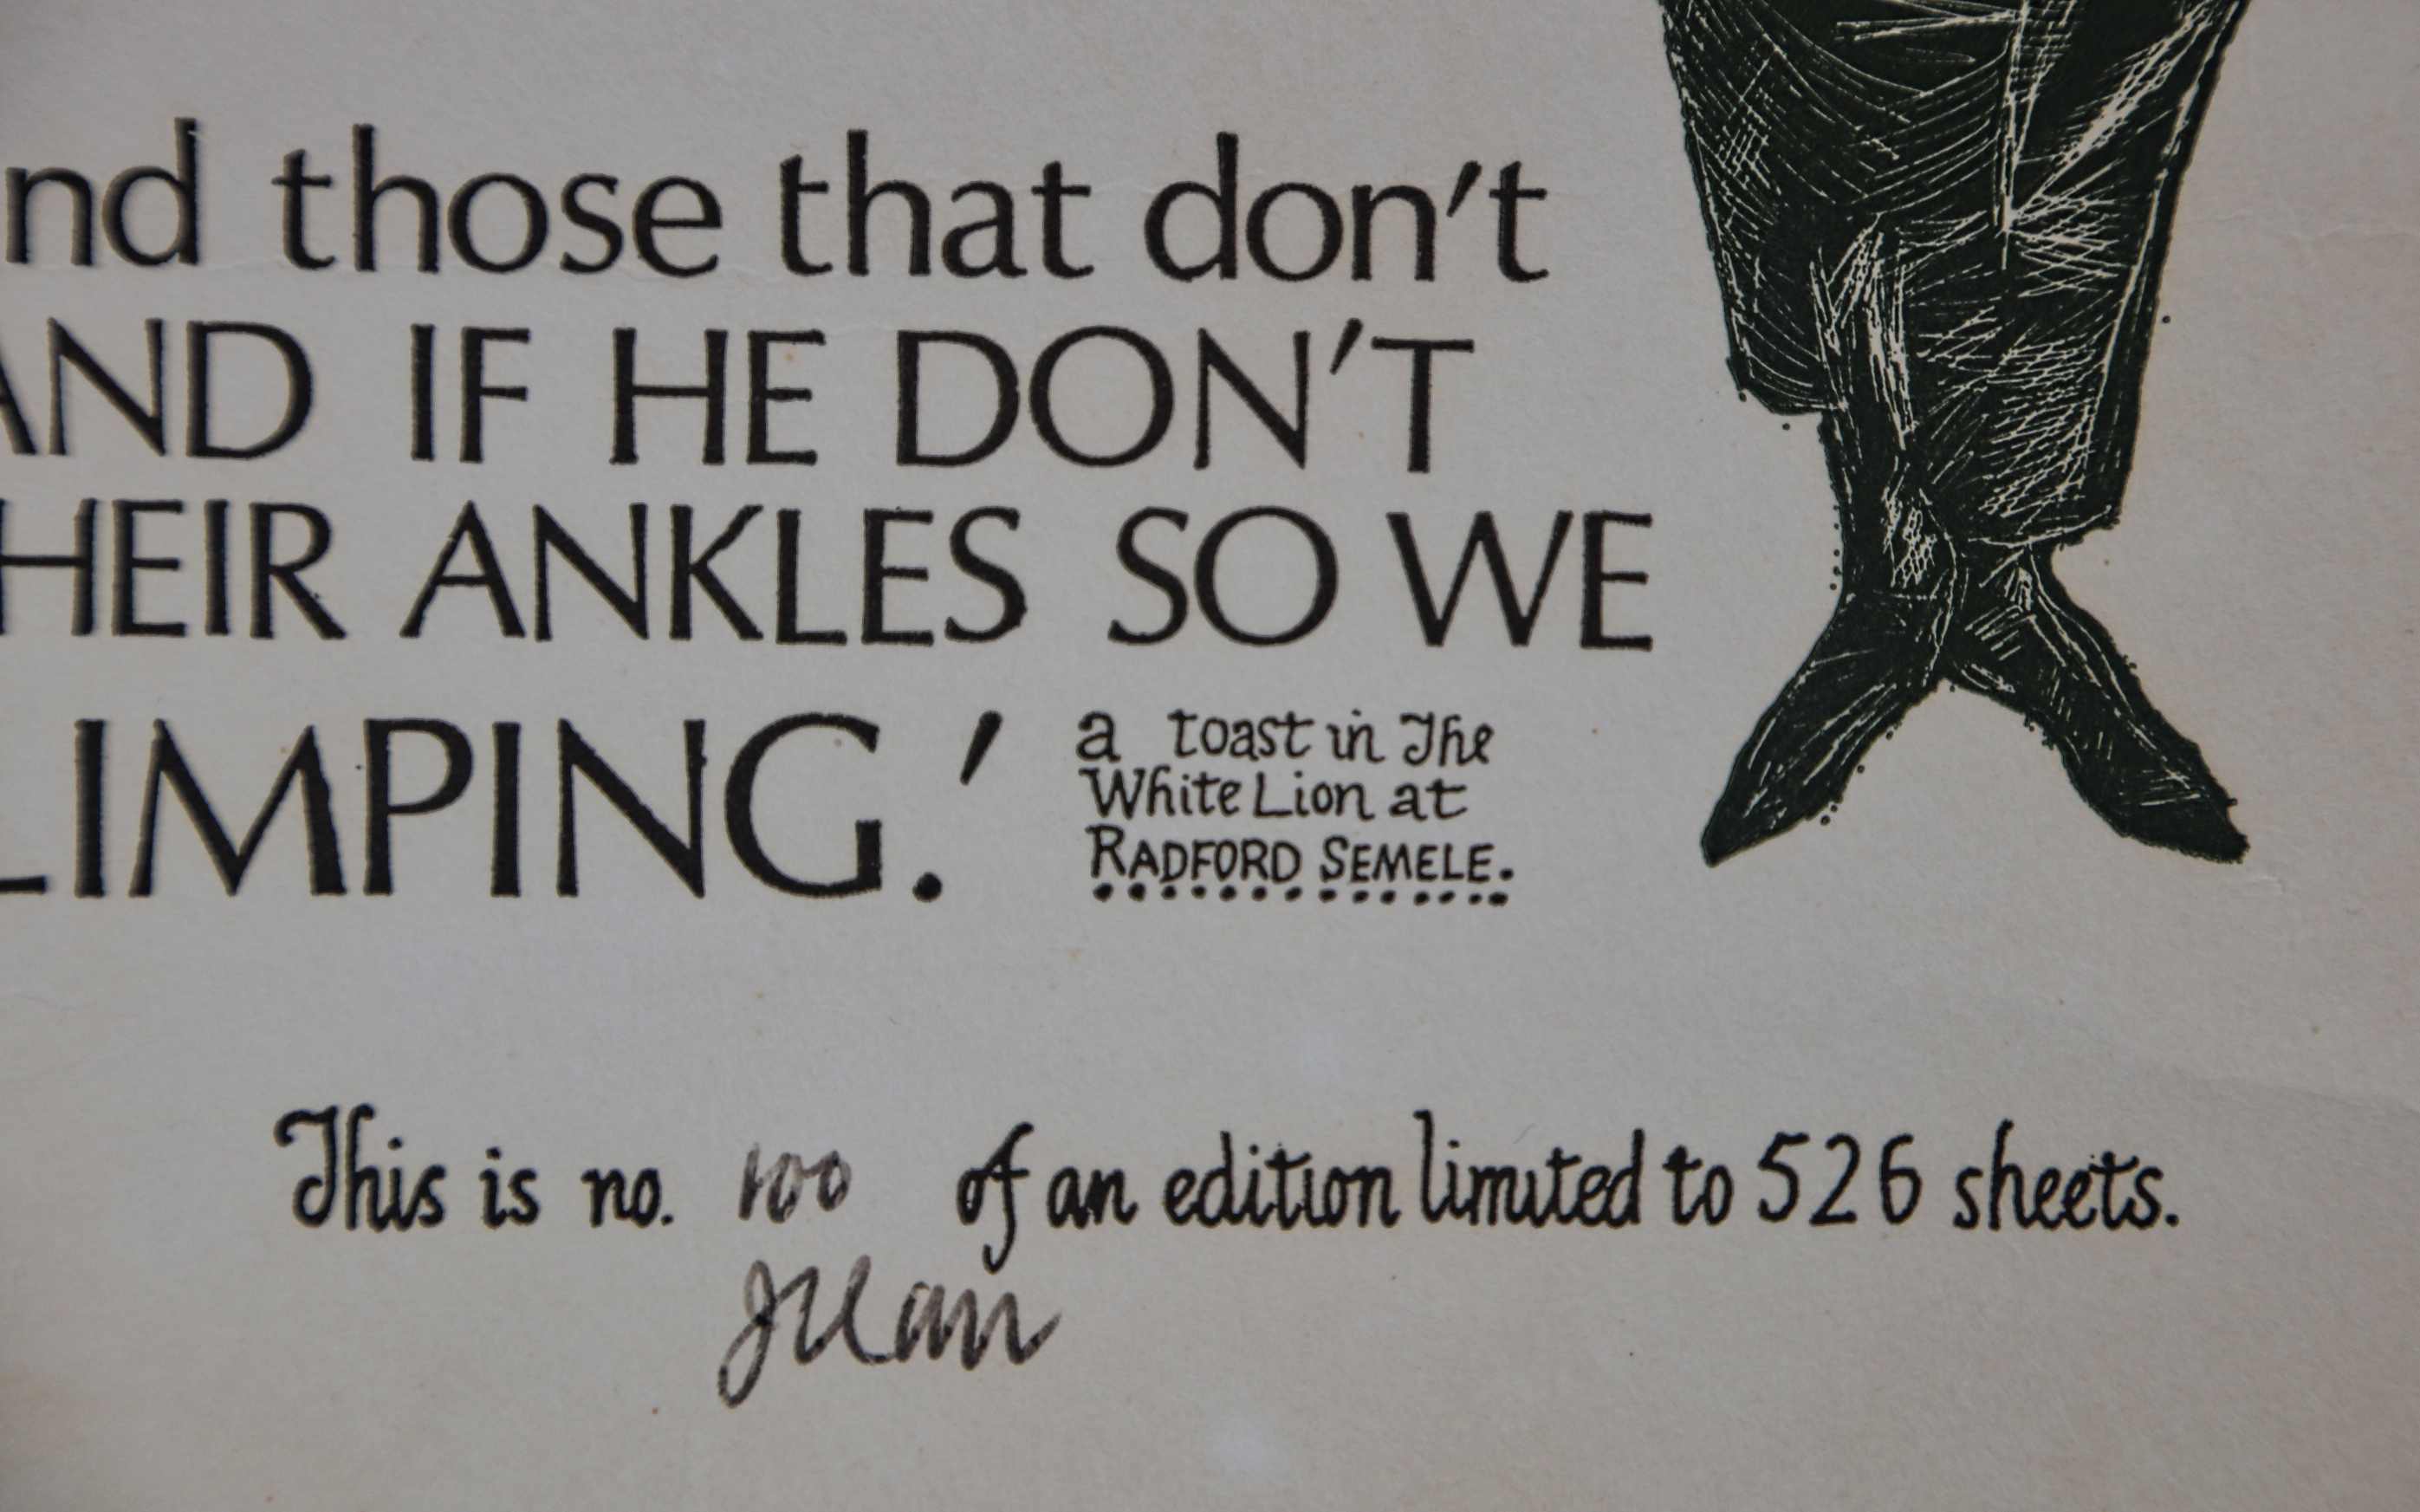 nd those that don't
AND IF HE DON'T
HEIR ANKLES SO WE
LIMPING.'
a toast in The
White Lion at
RADFORD SEMELE.
This is no. 100 of an edition limited to 526 sheets.